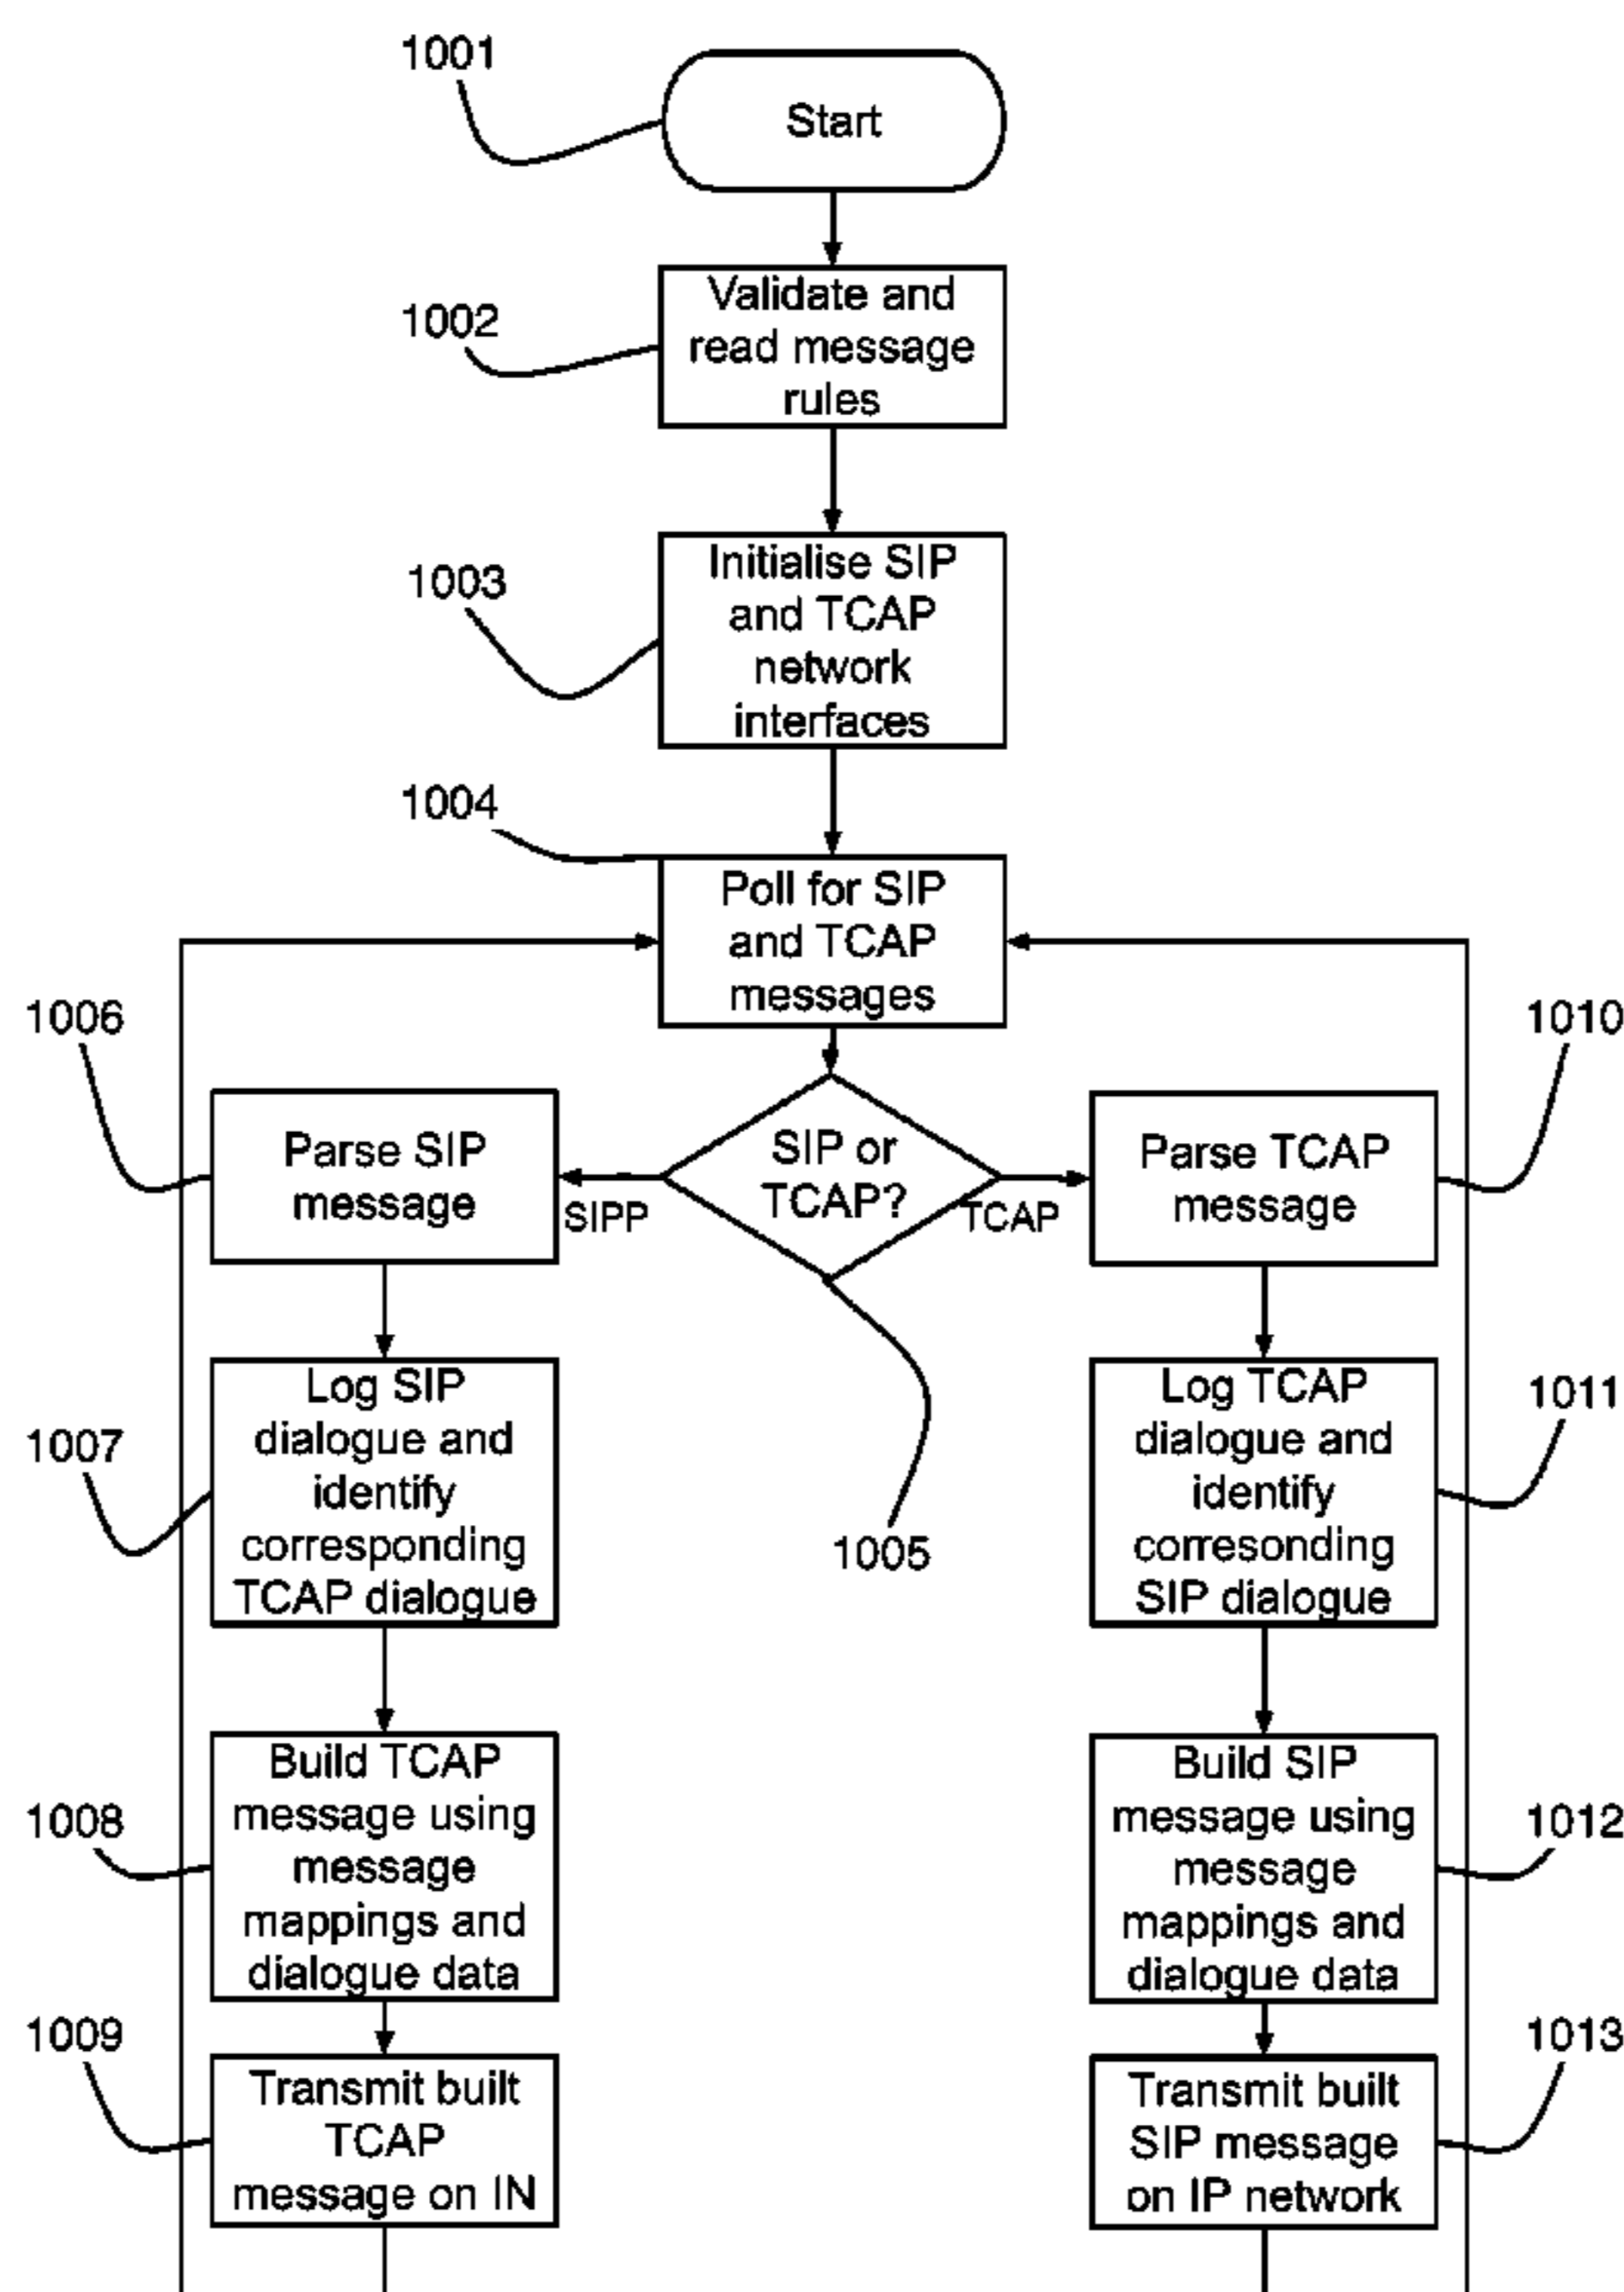 1001
Start
1002
Validate and
read message
rules
1003
Initialise SIP
and TCAP
network
interfaces
1004
Poll for SIP
and TCAP
messages
1006
1010
Parse SIP
message
SIP or
TCAP?
Parse TCAP
message
SIPP
TCAP
1007
Log SIP
dialogue and
identify
corresponding
TCAP dialogue
1005
Log TCAP
dialogue and
identify
corresonding
SIP dialogue
1011
1008
Build TCAP
message using
message
mappings and
dialogue data
Build SIP
message using
message
mappings and
dialogue data
1012
1009
Transmit built
TCAP
message on IN
Transmit built
SIP message
on IP network
1013